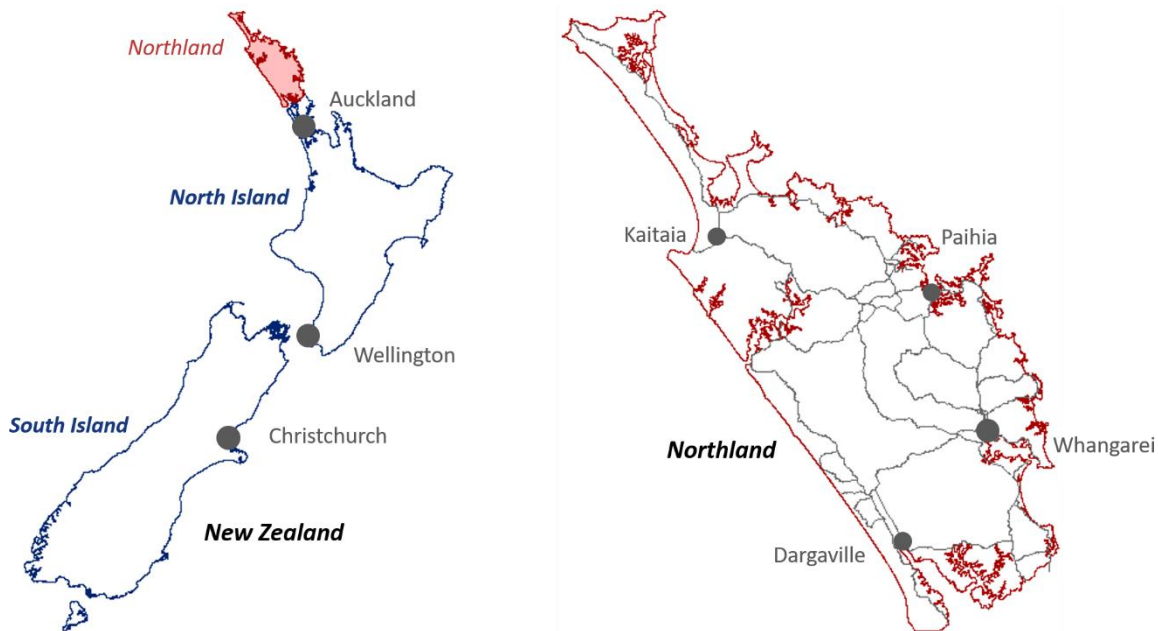 Northland
Auckland
North Island
Wellington
South Island
Christchurch
New Zealand
Kaitaia
Paihia
Northland
Whangarei
Dargaville